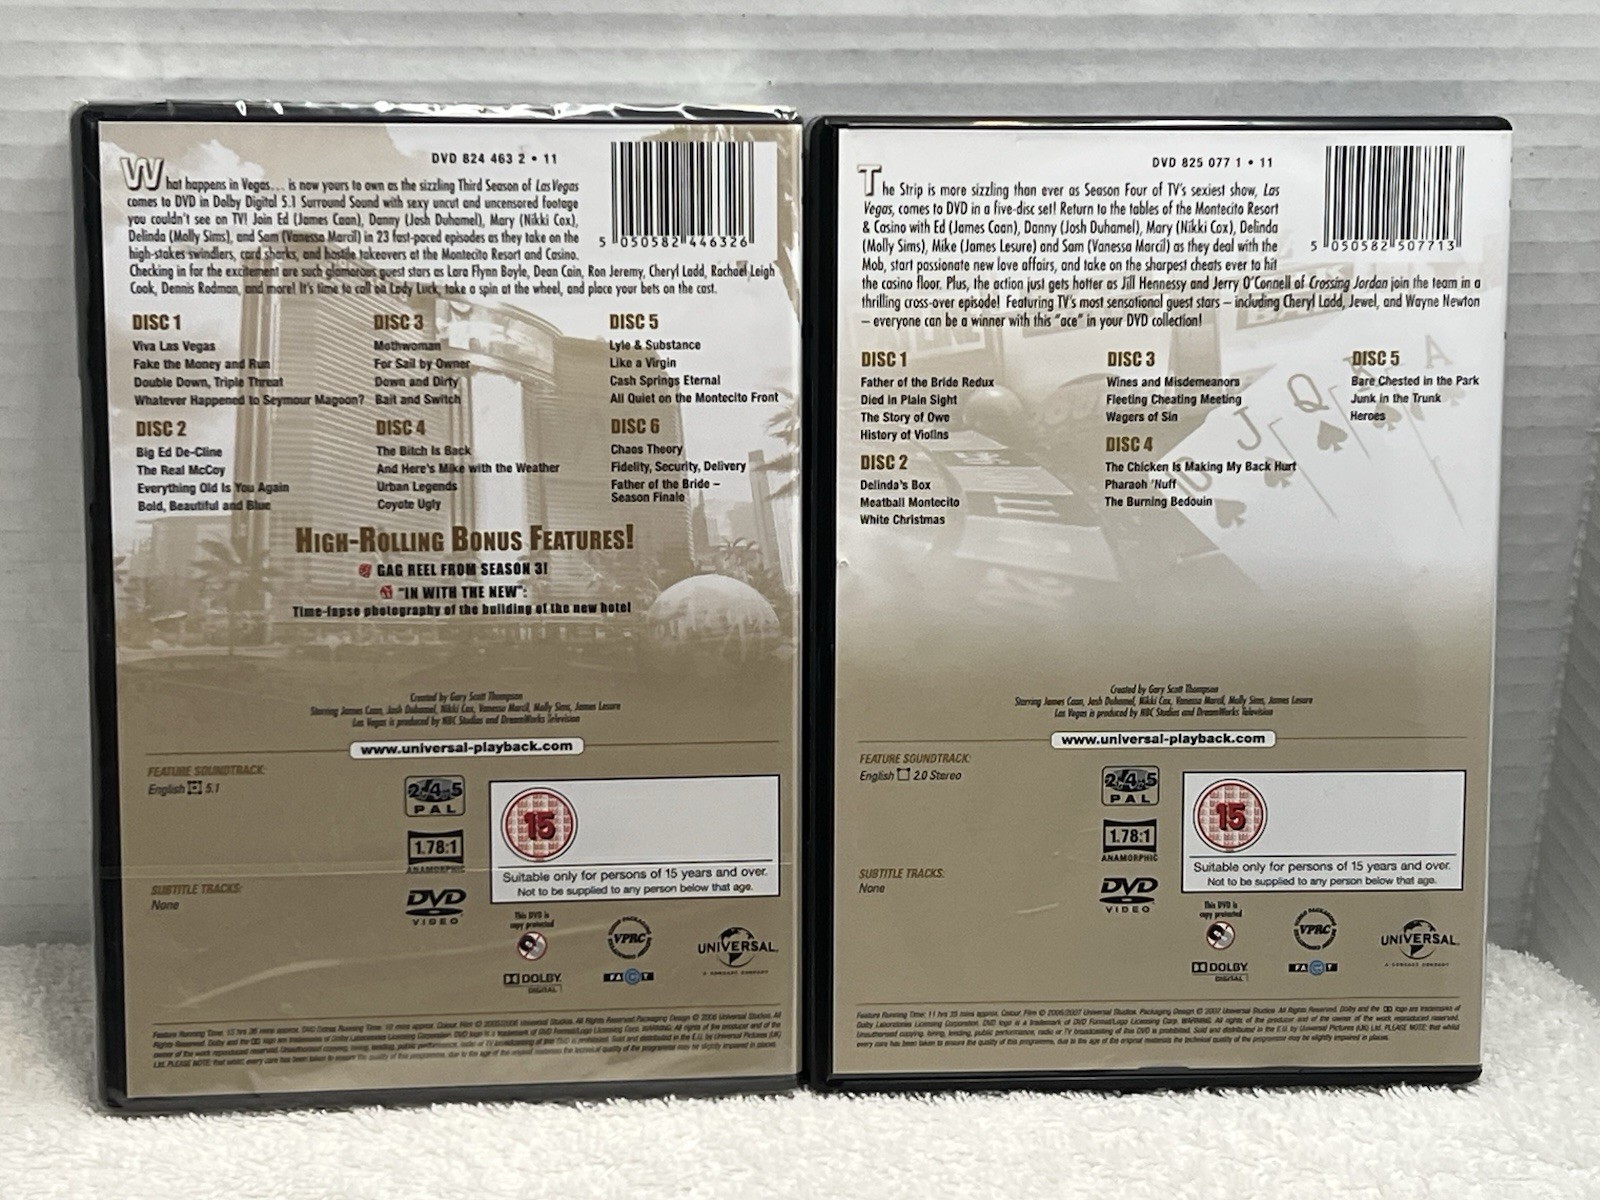 DVD 824 463 2 • 11
What happens in Vegas... is now yours to own as the sizzling Third Season of Las Vegas
comes to DVD in Dolby Digital 5.1 Surround Sound with sexy uncut and uncensored footage
you couldn't see on TV! Join Ed (James Caan), Danny (Josh Duhamel), Mary (Nikki Cox),
Delinda (Molly Sims), and Sam (Vanessa Marcil) in 23 fast-paced episodes as they take on the
high-stakes swindlers, card sharks, and hostile takeovers at the Montecito Resort and Casino.
Checking in for the excitement are such glamorous guest stars as Lara Flynn Boyle, Dean Cain, Ron Jeremy, Cheryl Ladd, Rachael Leigh
Cook, Dennis Rodman, and more! It's time to call on Lady Luck, take a spin at the wheel, and place your bets on the cast.
5 050582 446326
DISC 1
Viva Las Vegas
Fake the Money and Run
Double Down, Triple Threat
Whatever Happened to Seymour Magoon?
DISC 2
Big Ed De-Cline
The Real McCoy
Everything Old Is You Again
Bold, Beautiful and Blue
DISC 3
Mothwoman
For Sail by Owner
Down and Dirty
Bait and Switch
DISC 4
The Bitch Is Back
And Here's Mike with the Weather
Urban Legends
Coyote Ugly
DISC 5
Lyle & Substance
Like a Virgin
Cash Springs Eternal
All Quiet on the Montecito Front
DISC 6
Chaos Theory
Fidelity, Security, Delivery
Father of the Bride –
Season Finale
HIGH-ROLLING BONUS FEATURES!
GAG REEL FROM SEASON 3!
"IN WITH THE NEW":
Time-lapse photography of the building of the new hotel
Created by Gary Scott Thompson
Starring James Caan, Josh Duhamel, Nikki Cox, Vanessa Marcil, Molly Sims, James Lesure
Las Vegas is produced by NBC Studios and DreamWorks Television
www.universal-playback.com
FEATURE SOUNDTRACK:
English 5.1
SUBTITLE TRACKS:
None
2.4.5
PAL
1.78:1
ANAMORPHIC
DVD
VIDEO
15
Suitable only for persons of 15 years and over.
Not to be supplied to any person below that age.
This DVD is
copy protected
VPRC
UNIVERSAL
DOLBY
DIGITAL
FACT
DVD 825 077 1 • 11
The Strip is more sizzling than ever as Season Four of TV's sexiest show, Las
Vegas, comes to DVD in a five-disc set! Return to the tables of the Montecito Resort
& Casino with Ed (James Caan), Danny (Josh Duhamel), Mary (Nikki Cox), Delinda
(Molly Sims), Mike (James Lesure) and Sam (Vanessa Marcil) as they deal with the
Mob, start passionate new love affairs, and take on the sharpest cheats ever to hit
the casino floor. Plus, the action just gets hotter as Jill Hennessy and Jerry O'Connell of Crossing Jordan join the team in a
thrilling cross-over episode! Featuring TV's most sensational guest stars – including Cheryl Ladd, Jewel, and Wayne Newton
– everyone can be a winner with this "ace" in your DVD collection!
5 050582 507713
DISC 1
Father of the Bride Redux
Died in Plain Sight
The Story of Owe
History of Violins
DISC 2
Delinda's Box
Meatball Montecito
White Christmas
DISC 3
Wines and Misdemeanors
Fleeting Cheating Meeting
Wagers of Sin
DISC 4
The Chicken Is Making My Back Hurt
Pharaoh 'Nuff
The Burning Bedouin
DISC 5
Bare Chested in the Park
Junk in the Trunk
Heroes
J
Q
A
Created by Gary Scott Thompson
Starring James Caan, Josh Duhamel, Nikki Cox, Vanessa Marcil, Molly Sims, James Lesure
Las Vegas is produced by NBC Studios and DreamWorks Television
www.universal-playback.com
FEATURE SOUNDTRACK:
English 2.0 Stereo
SUBTITLE TRACKS:
None
2.4.5
PAL
1.78:1
ANAMORPHIC
DVD
VIDEO
15
Suitable only for persons of 15 years and over.
Not to be supplied to any person below that age.
This DVD is
copy protected
VPRC
UNIVERSAL
DOLBY
DIGITAL
FACT